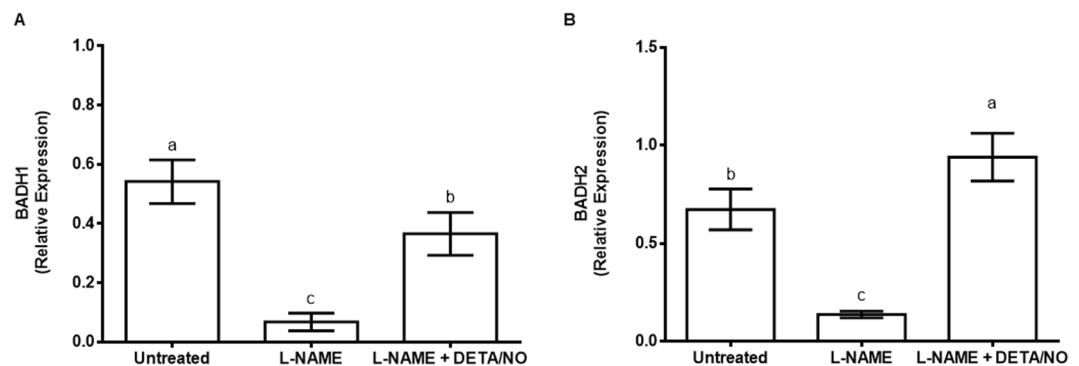 A
BADH1
(Relative Expression)
1.0
0.8
0.6
0.4
0.2
0.0
a
c
b
Untreated
L-NAME
L-NAME + DETA/NO
B
BADH2
(Relative Expression)
1.5
1.0
0.5
0.0
b
c
a
Untreated
L-NAME
L-NAME + DETA/NO